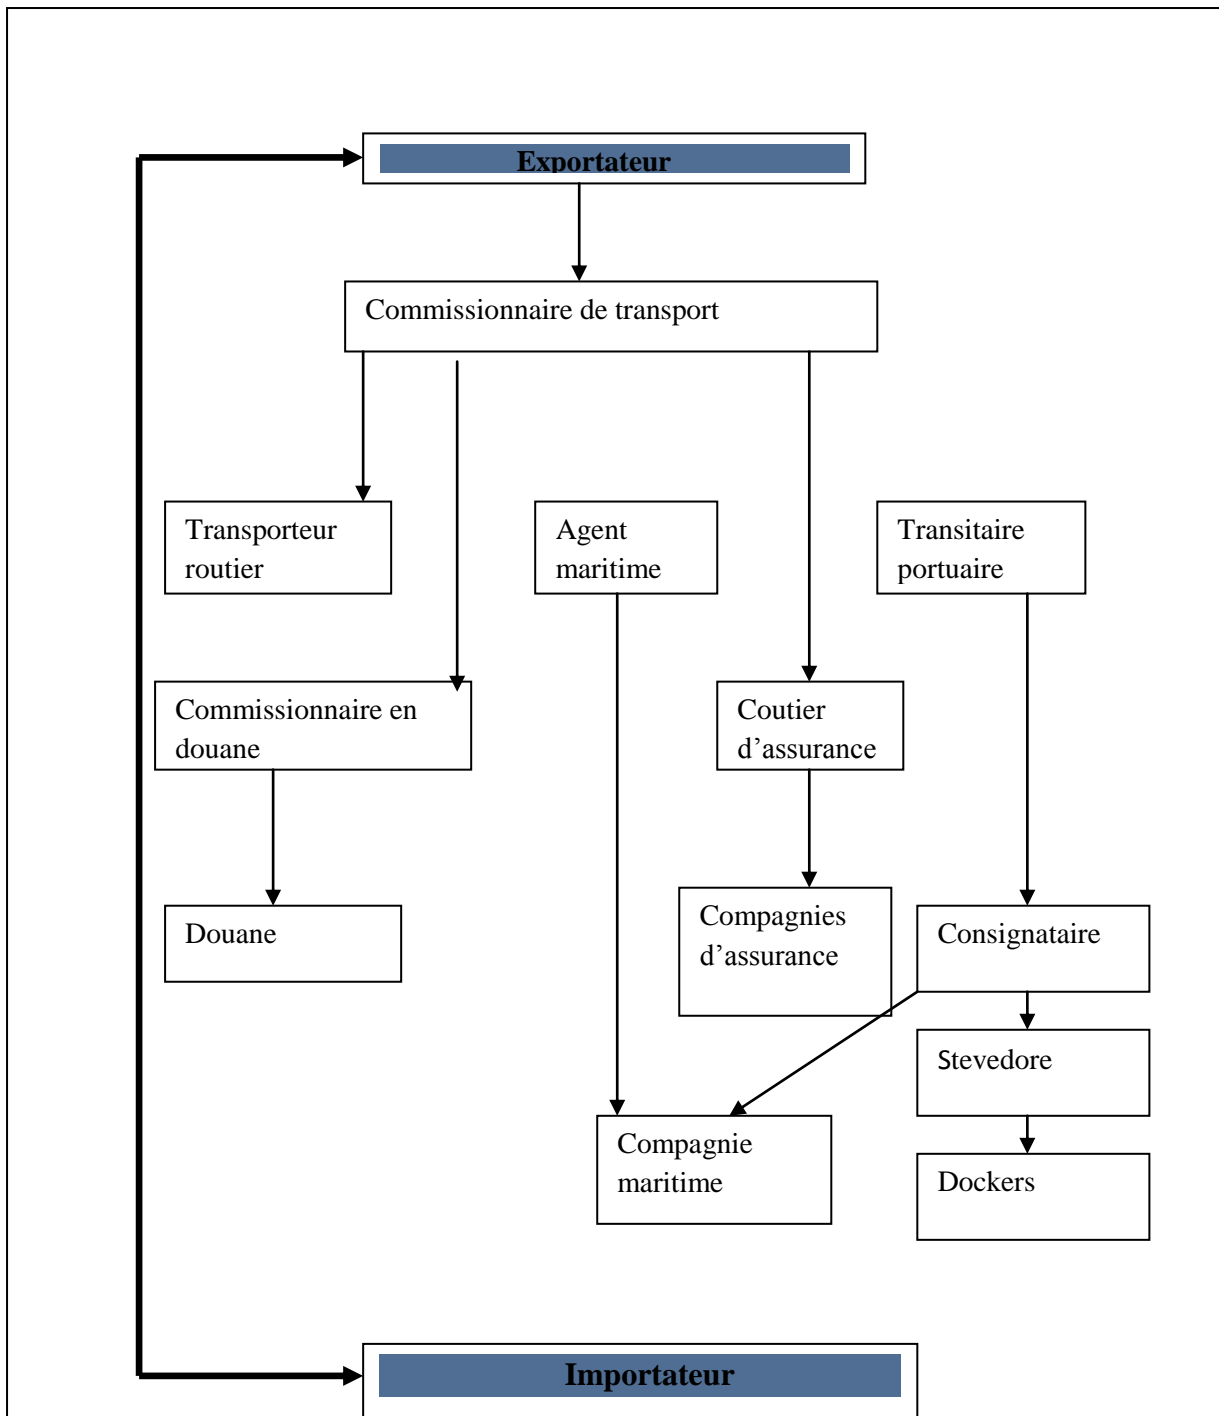 Exportateur
Commissionnaire de transport
Transporteur
routier
Agent
maritime
Transitaire
portuaire
Commissionnaire en
douane
Coutier
d’assurance
Douane
Compagnies
d’assurance
Consignataire
Stevedore
Compagnie
maritime
Dockers
Importateur